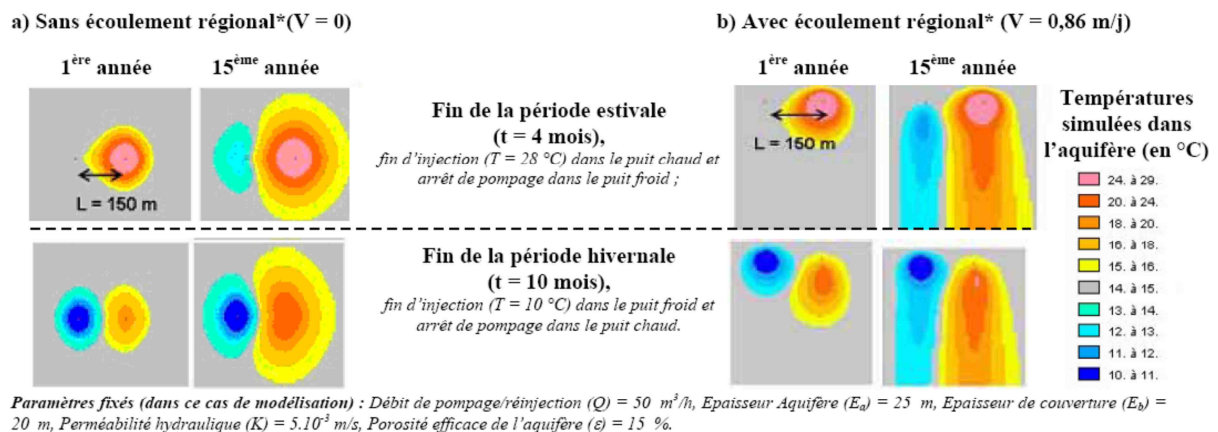 a) Sans écoulement régional*(V = 0)
b) Avec écoulement régional* (V = 0,86 m/j)
1ère année
15ème année
1ère année
15ème année
L = 150 m
Fin de la période estivale
(t = 4 mois),
fin d'injection (T = 28 °C) dans le puit chaud et
arrêt de pompage dans le puit froid ;
L = 150 m
Températures
simulées dans
l'aquifère (en °C)
24. à 29.
20. à 24.
18. à 20.
16. à 18.
15. à 16.
14. à 15.
13. à 14.
12. à 13.
11. à 12.
10. à 11.
Fin de la période hivernale
(t = 10 mois),
fin d'injection (T = 10 °C) dans le puit froid et
arrêt de pompage dans le puit chaud.
Paramètres fixés (dans ce cas de modélisation) : Débit de pompage/réinjection (Q) = 50 m³/h, Epaisseur Aquifère (Ea) = 25 m, Epaisseur de couverture (Eb) =
20 m, Perméabilité hydraulique (K) = 5.10⁻³ m/s, Porosité efficace de l'aquifère (ε) = 15 %.